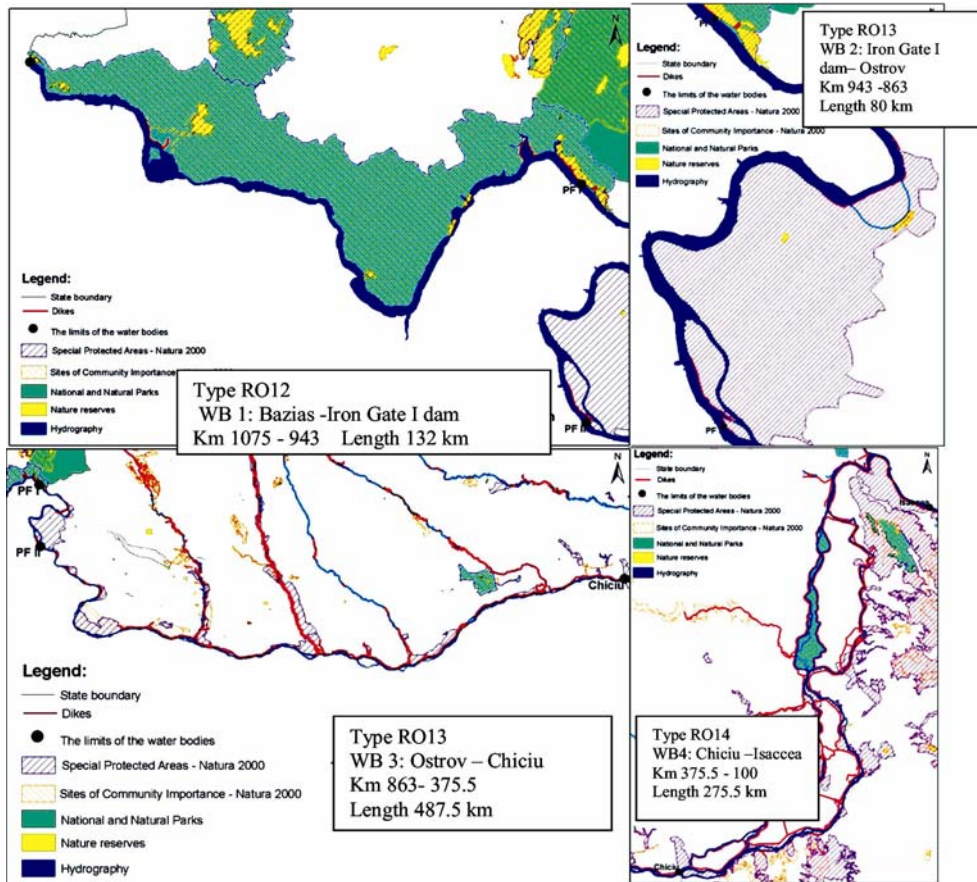 N
Legend:
State boundary
Dikes
The limits of the water bodies
Special Protected Areas - Natura 2000
Sites of Community Importance -
National and Natural Parks
Nature reserves
Hydrography
PF I
PF II
Type RO12
WB 1: Bazias -Iron Gate I dam
Km 1075 - 943 Length 132 km
N
Legend:
State boundary
Dikes
The limits of the water bodies
Special Protected Areas - Natura 2000
Sites of Community Importance - Natura 2000
National and Natural Parks
Nature reserves
Hydrography
Type RO13
WB 2: Iron Gate I
dam– Ostrov
Km 943 -863
Length 80 km
PF
N
PF I
PF II
Chiciu
Legend:
State boundary
Dikes
The limits of the water bodies
Special Protected Areas - Natura 2000
Sites of Community Importance - Natura 2000
National and Natural Parks
Nature reserves
Hydrography
Type RO13
WB 3: Ostrov – Chiciu
Km 863- 375.5
Length 487.5 km
N
Legend:
State boundary
Dikes
The limits of the water bodies
Special Protected Areas - Natura 2000
Sites of Community Importance - Natura 2000
National and Natural Parks
Nature reserves
Hydrography
Isaccea
Type RO14
WB4: Chiciu –Isaccea
Km 375.5 - 100
Length 275.5 km
Chiciu